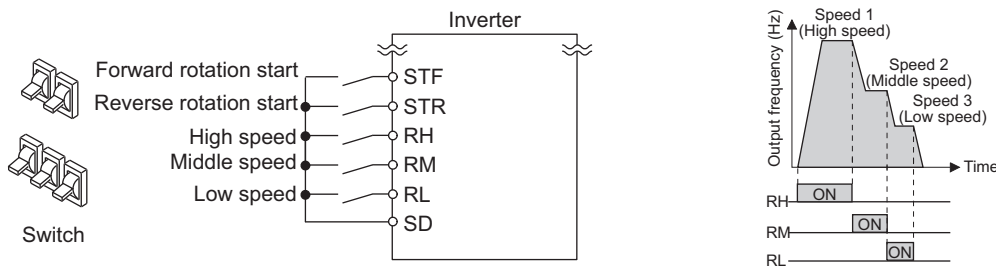 Inverter
Forward rotation start
STF
Reverse rotation start
STR
High speed
RH
Middle speed
RM
Low speed
RL
SD
Switch
Output frequency (Hz)
Speed 1
(High speed)
Speed 2
(Middle speed)
Speed 3
(Low speed)
Time
RH
ON
RM
ON
RL
ON